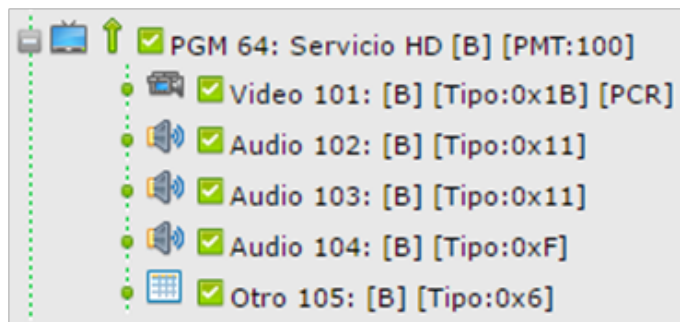 PGM 64: Servicio HD [B] [PMT:100]
Video 101: [B] [Tipo:0x1B] [PCR]
Audio 102: [B] [Tipo:0x11]
Audio 103: [B] [Tipo:0x11]
Audio 104: [B] [Tipo:0xF]
Otro 105: [B] [Tipo:0x6]